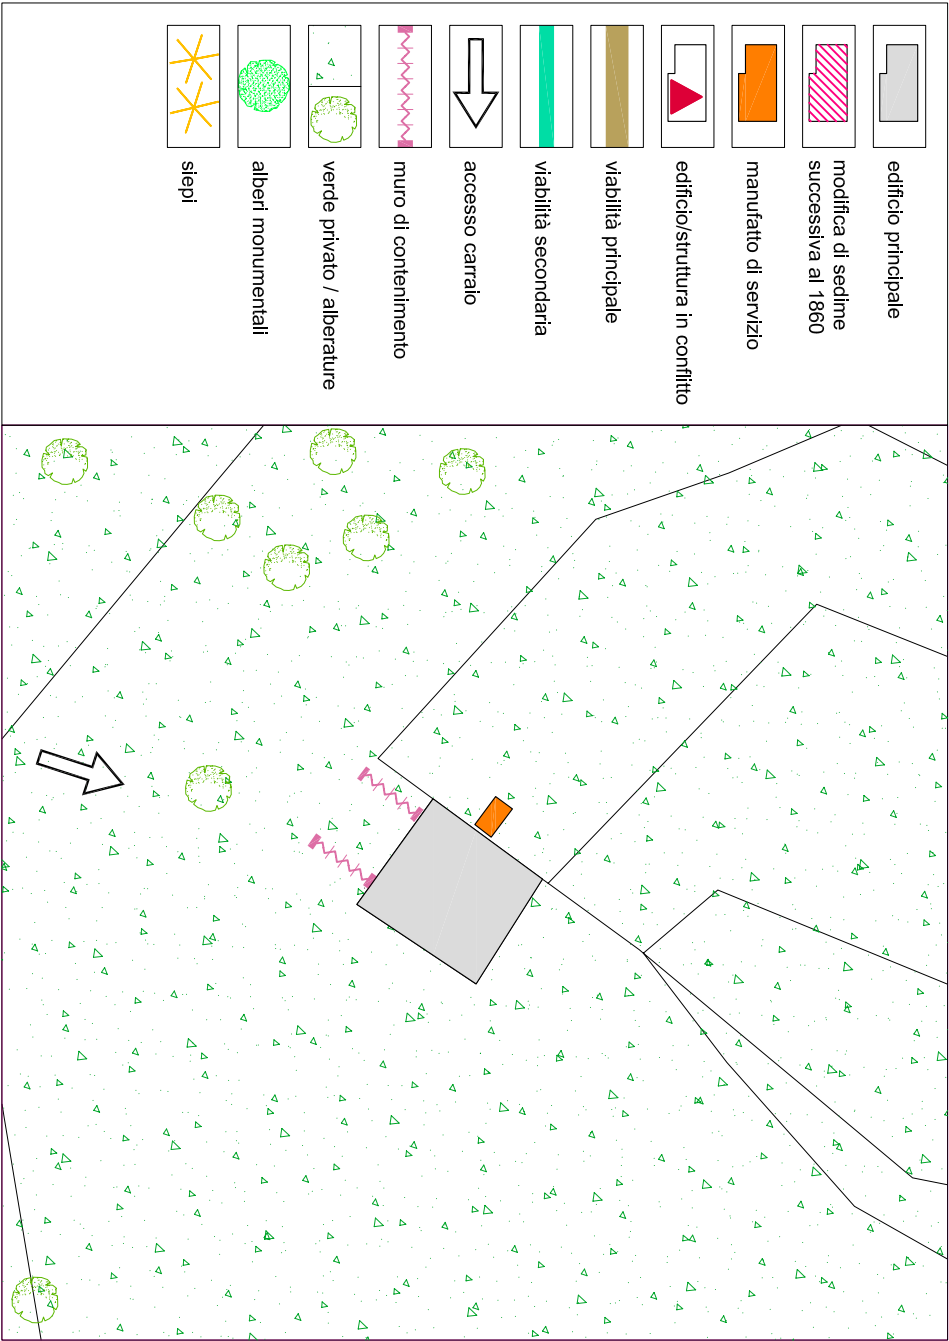 edificio principale
modifica di sedime
successiva al 1860
manufatto di servizio
edificio/struttura in conflitto
viabilità principale
viabilità secondaria
accesso carraio
muro di contenimento
verde privato / alberature
alberi monumentali
siepi